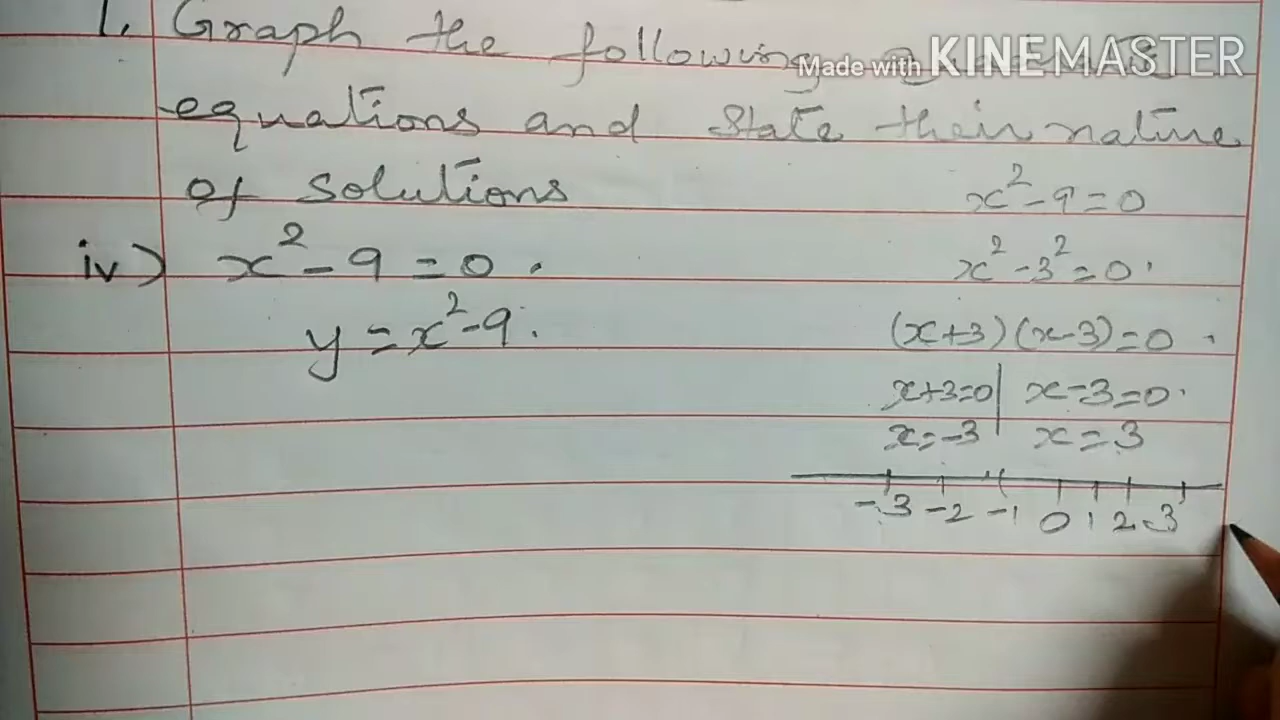 1. Graph the following
Made with KINEMASTER
equations and state their nature
of solutions
iv) x² - 9 = 0.
y = x² - 9.
x² - 9 = 0
x² - 3² = 0.
(x+3)(x-3) = 0.
x+3=0 | x-3=0.
x=-3 | x=3
-3 -2 -1 0 1 2 3